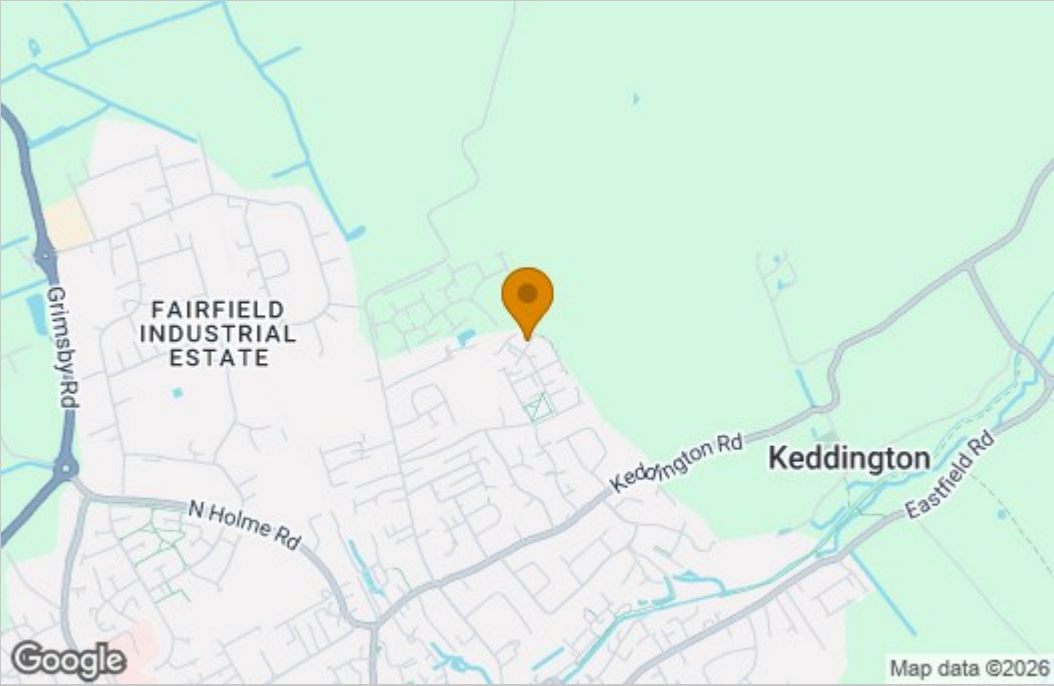 FAIRFIELD
INDUSTRIAL
ESTATE
Grimsby Rd
Keddington Rd
Keddington
Eastfield Rd
N Holme Rd
Google
Map data ©2026